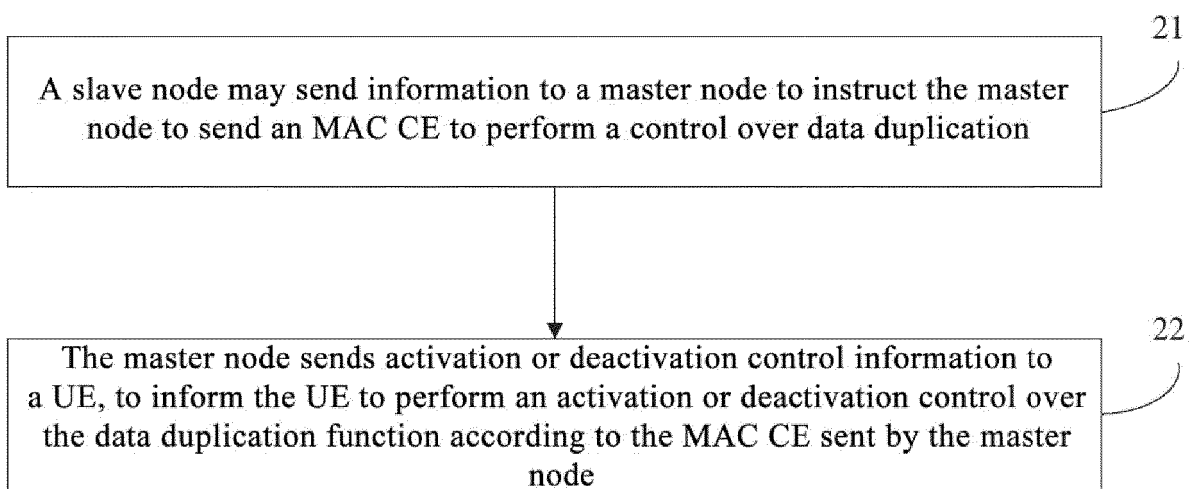 21
A slave node may send information to a master node to instruct the master
node to send an MAC CE to perform a control over data duplication
22
The master node sends activation or deactivation control information to
a UE, to inform the UE to perform an activation or deactivation control over
the data duplication function according to the MAC CE sent by the master
node